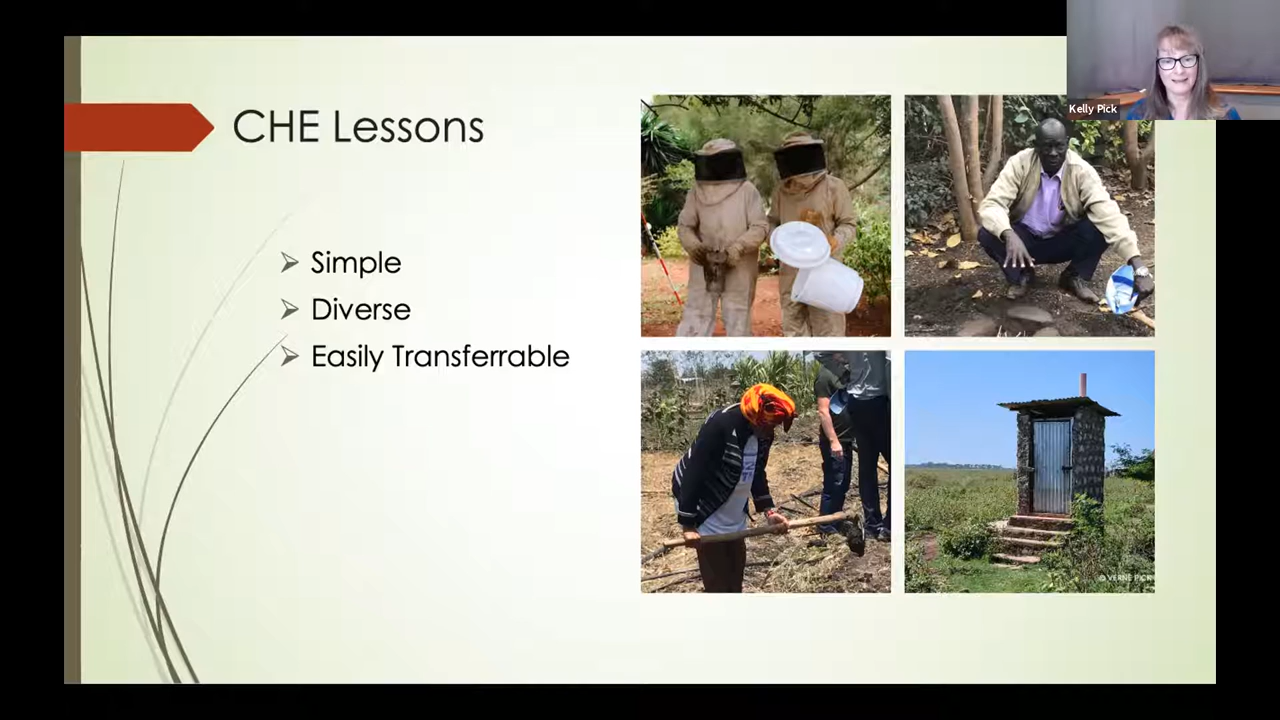 CHE Lessons
Kelly Pick
Simple
Diverse
Easily Transferrable
© VERNE PICK